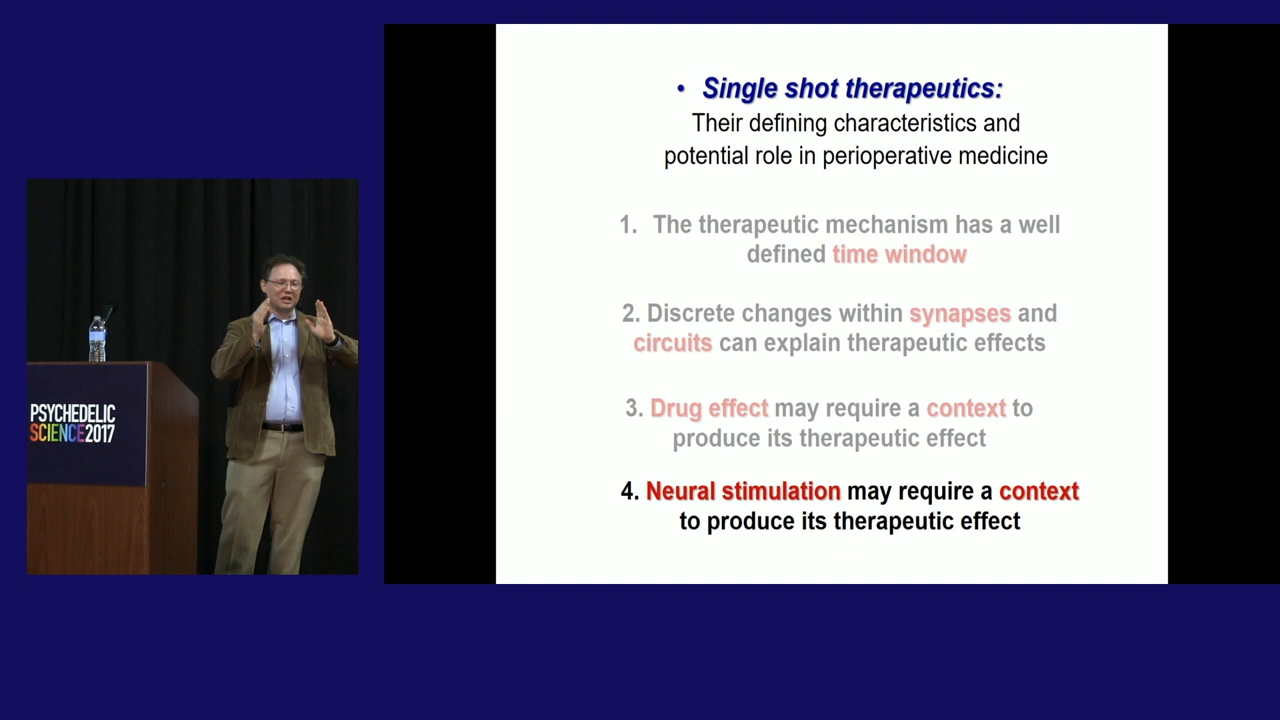 • Single shot therapeutics:
Their defining characteristics and
potential role in perioperative medicine
1. The therapeutic mechanism has a well
defined time window
2. Discrete changes within synapses and
circuits can explain therapeutic effects
3. Drug effect may require a context to
produce its therapeutic effect
4. Neural stimulation may require a context
to produce its therapeutic effect
PSYCHEDELIC
SCIENCE2017